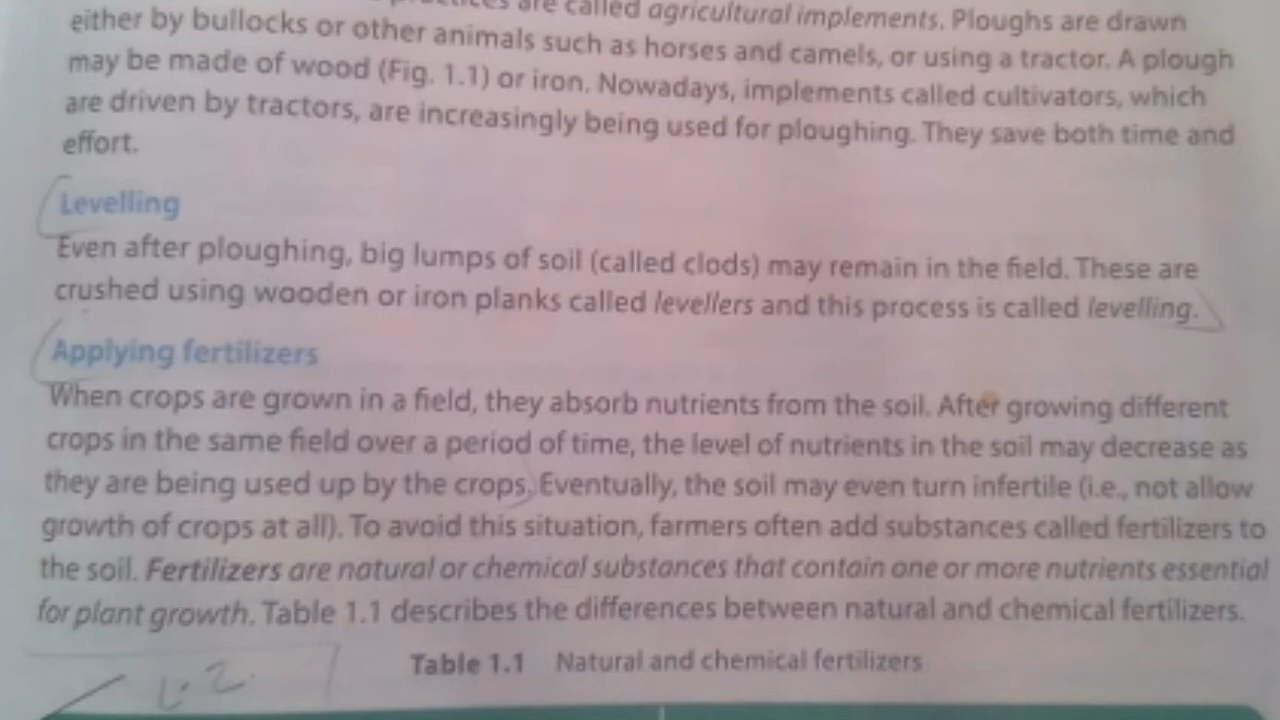 are called agricultural implements. Ploughs are drawn
either by bullocks or other animals such as horses and camels, or using a tractor. A plough
may be made of wood (Fig. 1.1) or iron. Nowadays, implements called cultivators, which
are driven by tractors, are increasingly being used for ploughing. They save both time and
effort.
Levelling
Even after ploughing, big lumps of soil (called clods) may remain in the field. These are
crushed using wooden or iron planks called levellers and this process is called levelling.
Applying fertilizers
When crops are grown in a field, they absorb nutrients from the soil. After growing different
crops in the same field over a period of time, the level of nutrients in the soil may decrease as
they are being used up by the crops. Eventually, the soil may even turn infertile (i.e., not allow
growth of crops at all). To avoid this situation, farmers often add substances called fertilizers to
the soil. Fertilizers are natural or chemical substances that contain one or more nutrients essential
for plant growth. Table 1.1 describes the differences between natural and chemical fertilizers.
Table 1.1 Natural and chemical fertilizers